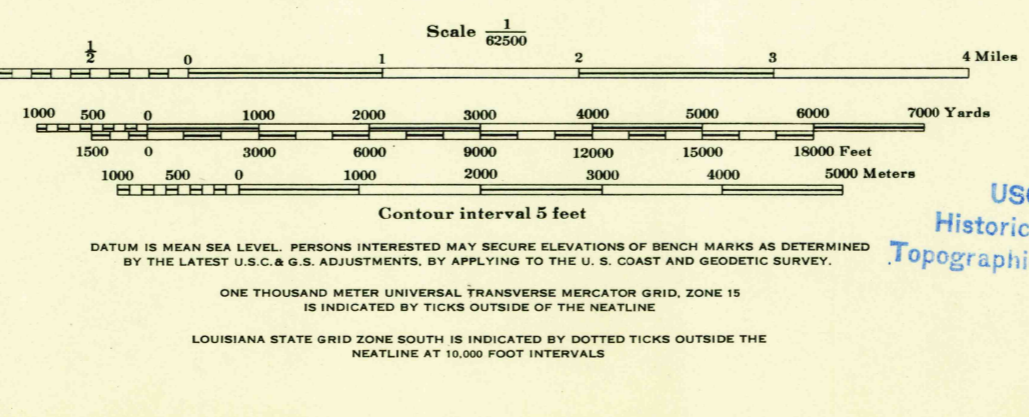 Scale 1/62500
1/2 0 1 2 3 4 Miles
1000 500 0 1000 2000 3000 4000 5000 6000 7000 Yards
1500 0 3000 6000 9000 12000 15000 18000 Feet
1000 500 0 1000 2000 3000 4000 5000 Meters
Contour interval 5 feet
DATUM IS MEAN SEA LEVEL. PERSONS INTERESTED MAY SECURE ELEVATIONS OF BENCH MARKS AS DETERMINED
BY THE LATEST U.S.C.& G.S. ADJUSTMENTS, BY APPLYING TO THE U. S. COAST AND GEODETIC SURVEY.
ONE THOUSAND METER UNIVERSAL TRANSVERSE MERCATOR GRID, ZONE 15
IS INDICATED BY TICKS OUTSIDE OF THE NEATLINE
LOUISIANA STATE GRID ZONE SOUTH IS INDICATED BY DOTTED TICKS OUTSIDE THE
NEATLINE AT 10,000 FOOT INTERVALS
Historic
Topographi